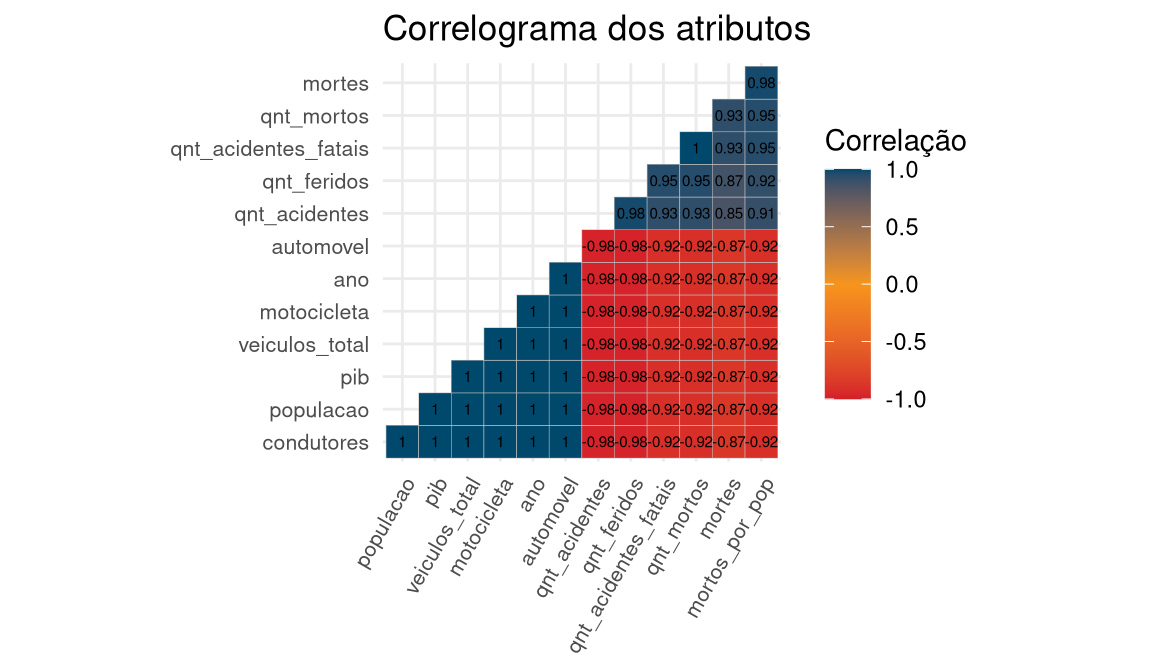 Correlograma dos atributos
mortes 0.98
qnt_mortos 0.93 0.95
qnt_acidentes_fatais 1 0.93 0.95
qnt_feridos 0.95 0.95 0.87 0.92
qnt_acidentes 0.98 0.93 0.93 0.85 0.91
automovel -0.98 -0.98 -0.92 -0.92 -0.87 -0.92
ano 1 -0.98 -0.98 -0.92 -0.92 -0.87 -0.92
motocicleta 1 1 -0.98 -0.98 -0.92 -0.92 -0.87 -0.92
veiculos_total 1 1 1 -0.98 -0.98 -0.92 -0.92 -0.87 -0.92
pib 1 1 1 1 -0.98 -0.98 -0.92 -0.92 -0.87 -0.92
populacao 1 1 1 1 1 -0.98 -0.98 -0.92 -0.92 -0.87 -0.92
condutores 1 1 1 1 1 1 -0.98 -0.98 -0.92 -0.92 -0.87 -0.92
populacao
pib
veiculos_total
motocicleta
ano
automovel
qnt_acidentes
qnt_feridos
qnt_acidentes_fatais
qnt_mortos
mortes
mortos_por_pop
Correlação
1.0
0.5
0.0
-0.5
-1.0